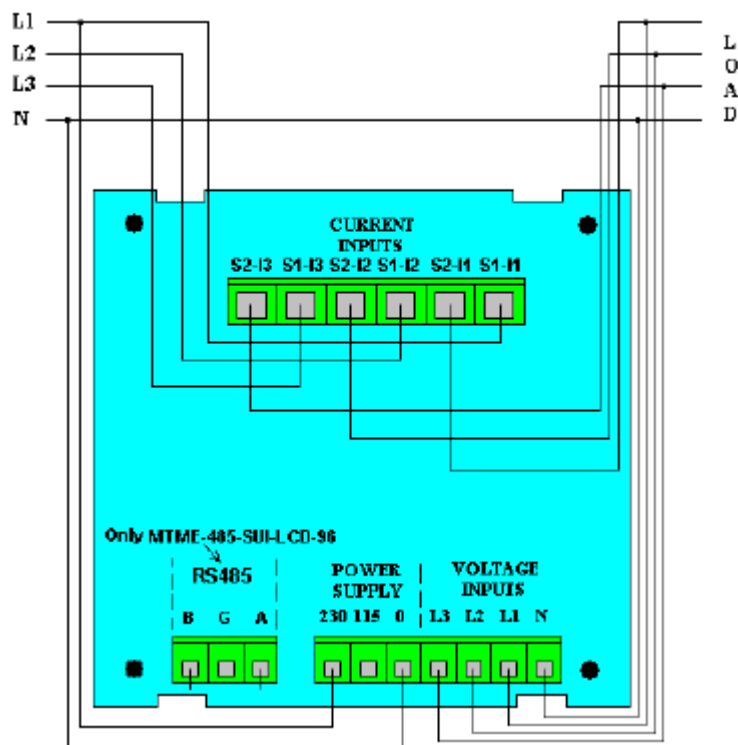 L1
L2
L3
N
L
O
A
D
CURRENT
INPUTS
S2-I3 S1-I3 S2-I2 S1-I2 S2-I1 S1-I1
Only MTME-485-SUI-LCD-96
RS485
B G A
POWER
SUPPLY
230 115 0
VOLTAGE
INPUTS
L3 L2 L1 N